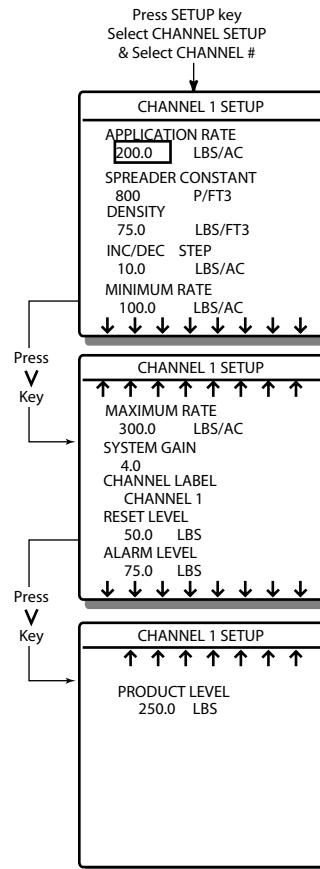 Press SETUP key
Select CHANNEL SETUP
& Select CHANNEL #
CHANNEL 1 SETUP
APPLICATION RATE
200.0 LBS/AC
SPREADER CONSTANT
800 P/FT3
DENSITY
75.0 LBS/FT3
INC/DEC STEP
10.0 LBS/AC
MINIMUM RATE
100.0 LBS/AC
Press
V
Key
CHANNEL 1 SETUP
MAXIMUM RATE
300.0 LBS/AC
SYSTEM GAIN
4.0
CHANNEL LABEL
CHANNEL 1
RESET LEVEL
50.0 LBS
ALARM LEVEL
75.0 LBS
Press
V
Key
CHANNEL 1 SETUP
PRODUCT LEVEL
250.0 LBS